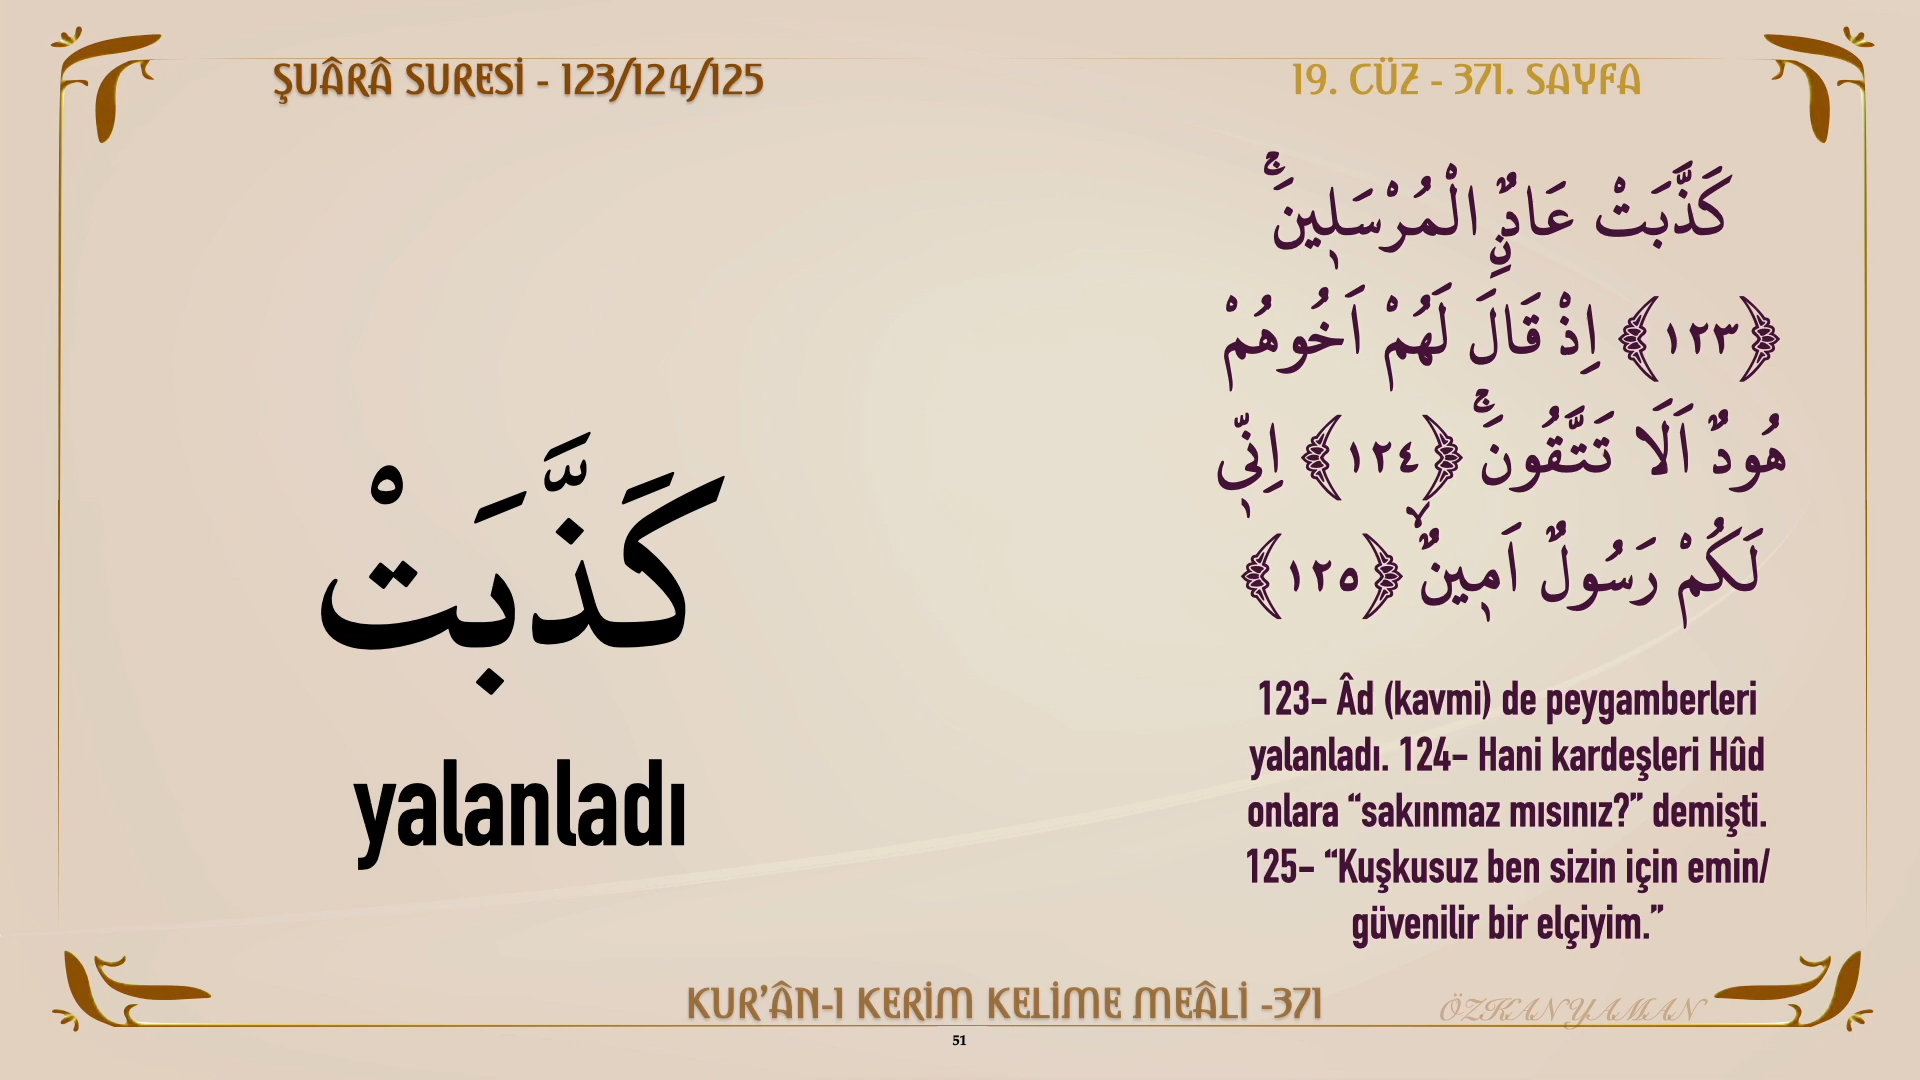 ŞUÂRÂ SURESİ - 123/124/125
19. CÜZ - 371. SAYFA
كَذَّبَتْ عَادٌۨ الْمُرْسَل۪ينَۚ
﴿١٢٣﴾ اِذْ قَالَ لَهُمْ اَخُوهُمْ
هُودٌ اَلَا تَتَّقُونَۚ ﴿١٢٤﴾ اِنّ۪ي
لَكُمْ رَسُولٌ اَم۪ينٌۙ ﴿١٢٥﴾
كَذَّبَتْ
yalanladı
123– Âd (kavmi) de peygamberleri
yalanladı. 124– Hani kardeşleri Hûd
onlara “sakınmaz mısınız?” demişti.
125– “Kuşkusuz ben sizin için emin/
güvenilir bir elçiyim.”
KUR’ÂN-I KERİM KELİME MEÂLİ -371
ÖZKAN YAMAN
51